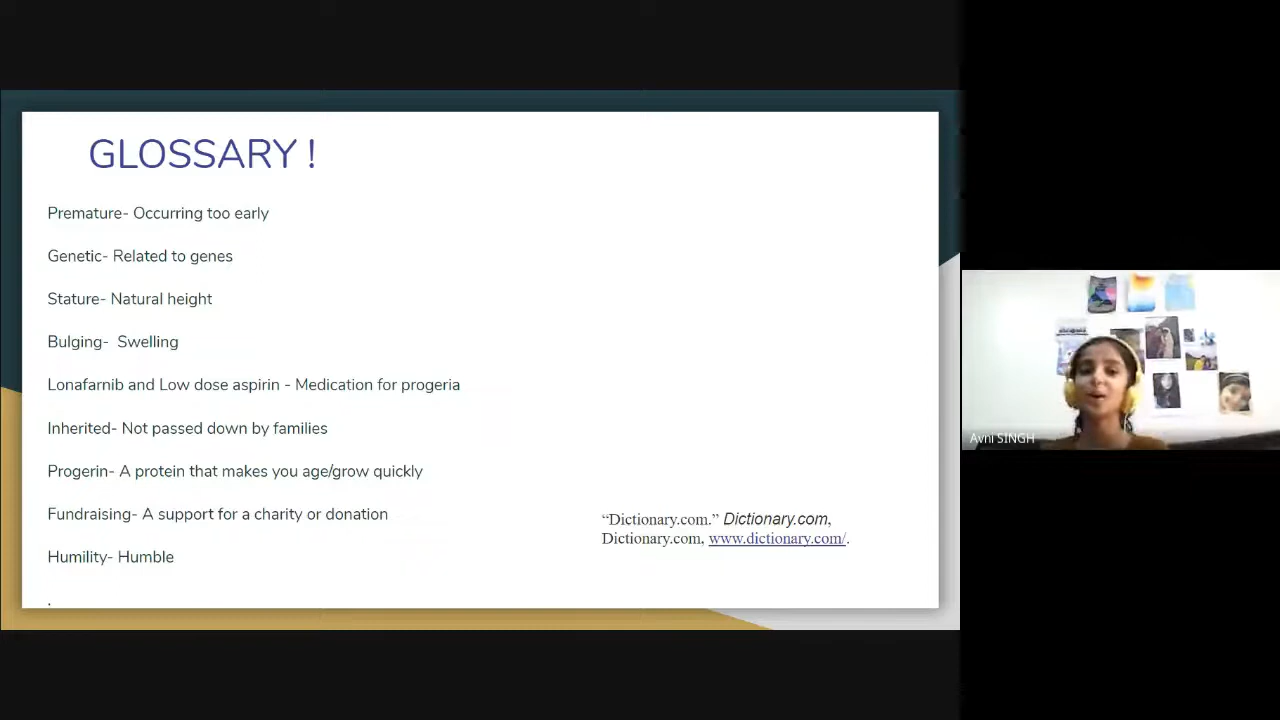 GLOSSARY !
Premature- Occurring too early
Genetic- Related to genes
Stature- Natural height
Bulging-  Swelling
Lonafarnib and Low dose aspirin - Medication for progeria
Inherited- Not passed down by families
Progerin- A protein that makes you age/grow quickly
Fundraising- A support for a charity or donation
Humility- Humble
.
“Dictionary.com.” Dictionary.com,
Dictionary.com, www.dictionary.com/.
Avni SİNGH